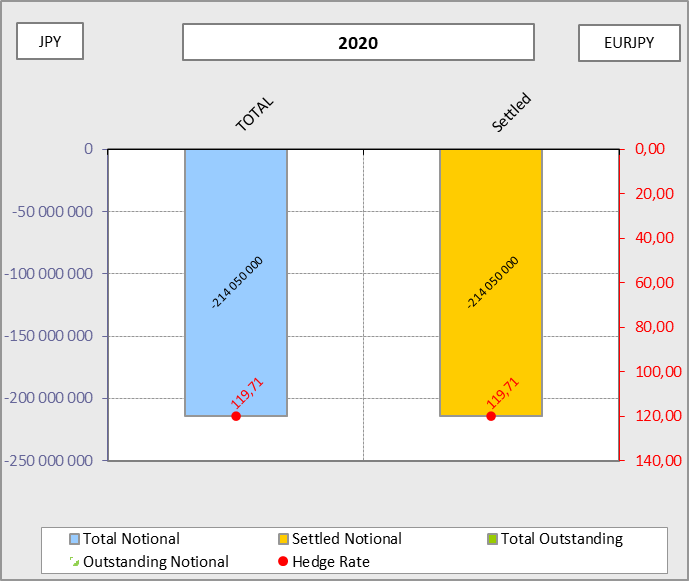 JPY
2020
EURJPY
TOTAL
Settled
0
-50 000 000
-100 000 000
-150 000 000
-200 000 000
-250 000 000
-214 050 000
-214 050 000
119,71
119,71
0,00
20,00
40,00
60,00
80,00
100,00
120,00
140,00
Total Notional
Settled Notional
Total Outstanding
Outstanding Notional
Hedge Rate